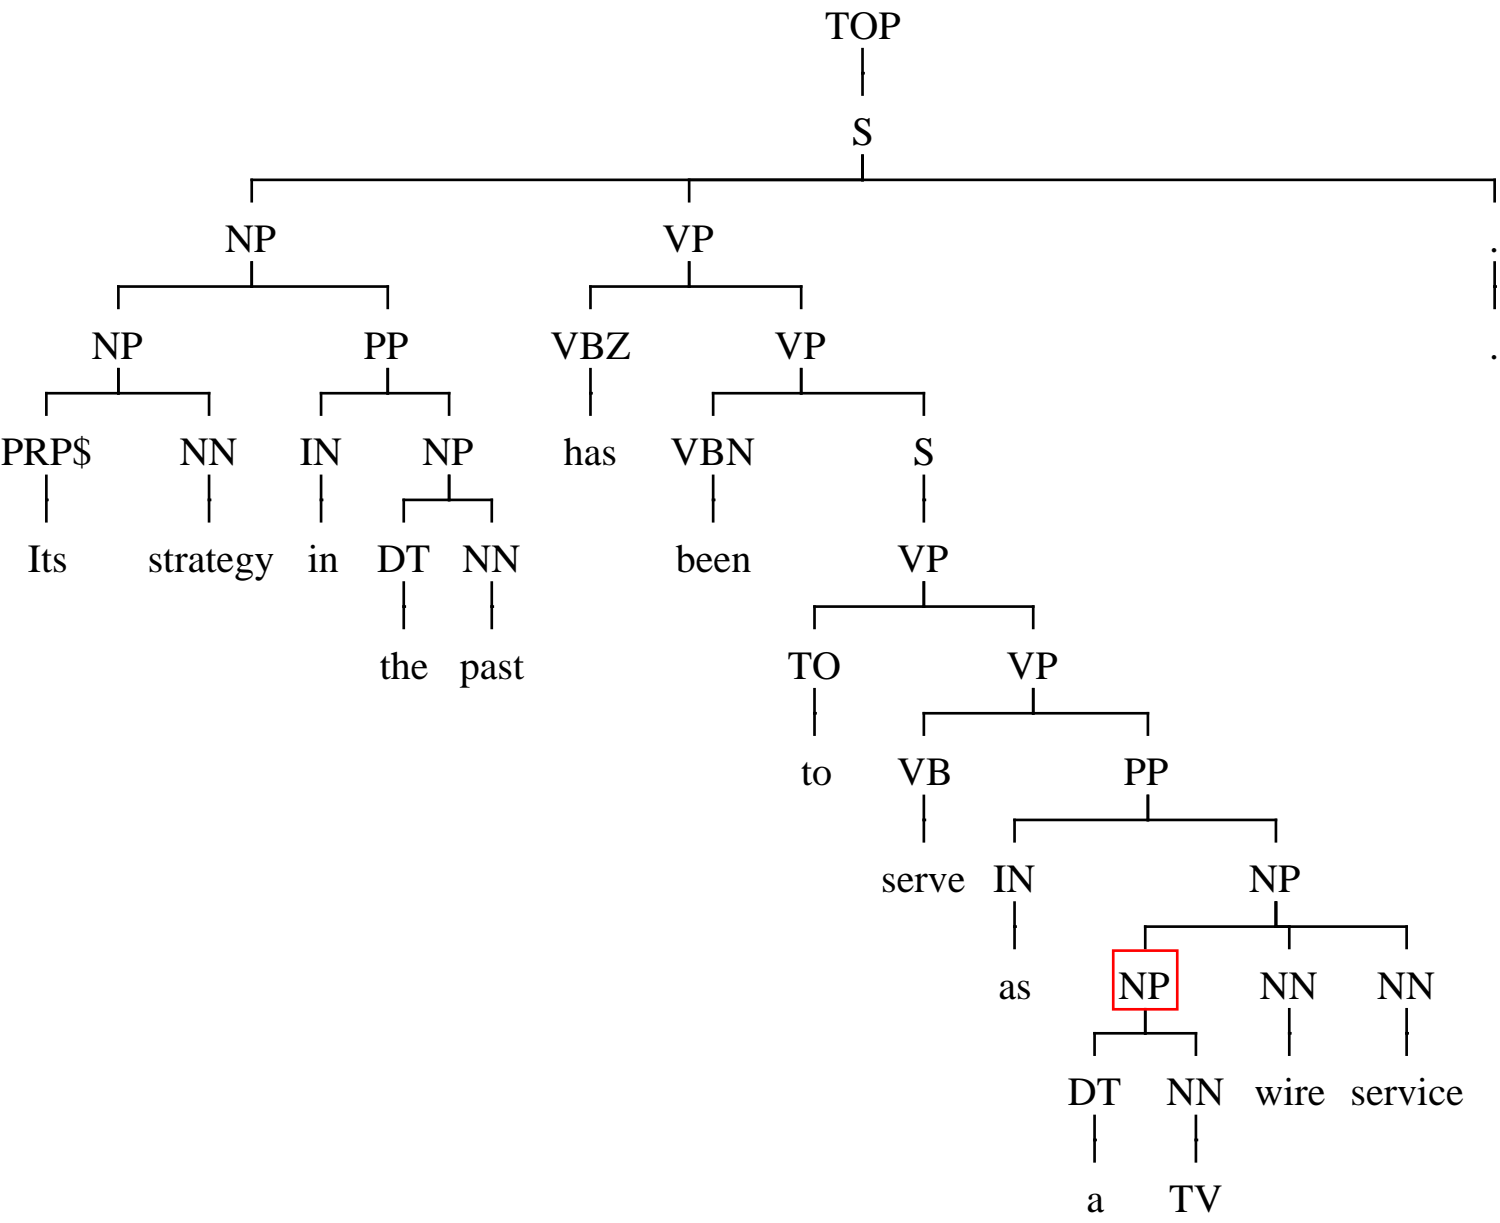 TOP
S
NP VP .
NP PP VBZ VP .
PRP$ NN IN NP has VBN S
Its strategy in DT NN been VP
the past TO VP
to VB PP
serve IN NP
as NP NN NN
DT NN wire service
a TV